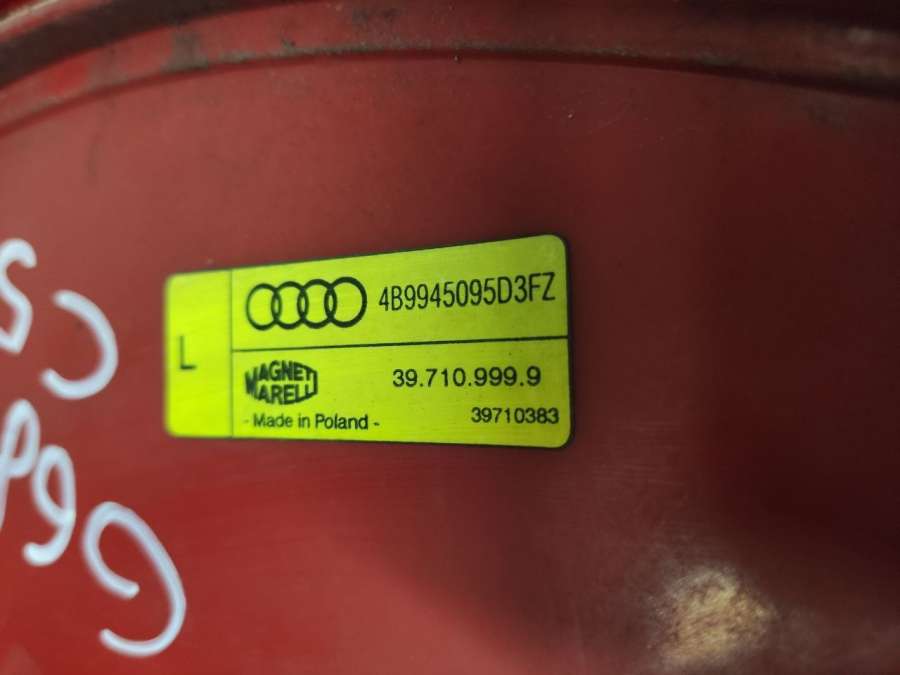 L
4B9945095D3FZ
MAGNETI
MARELLI
39.710.999.9
- Made in Poland -
39710383